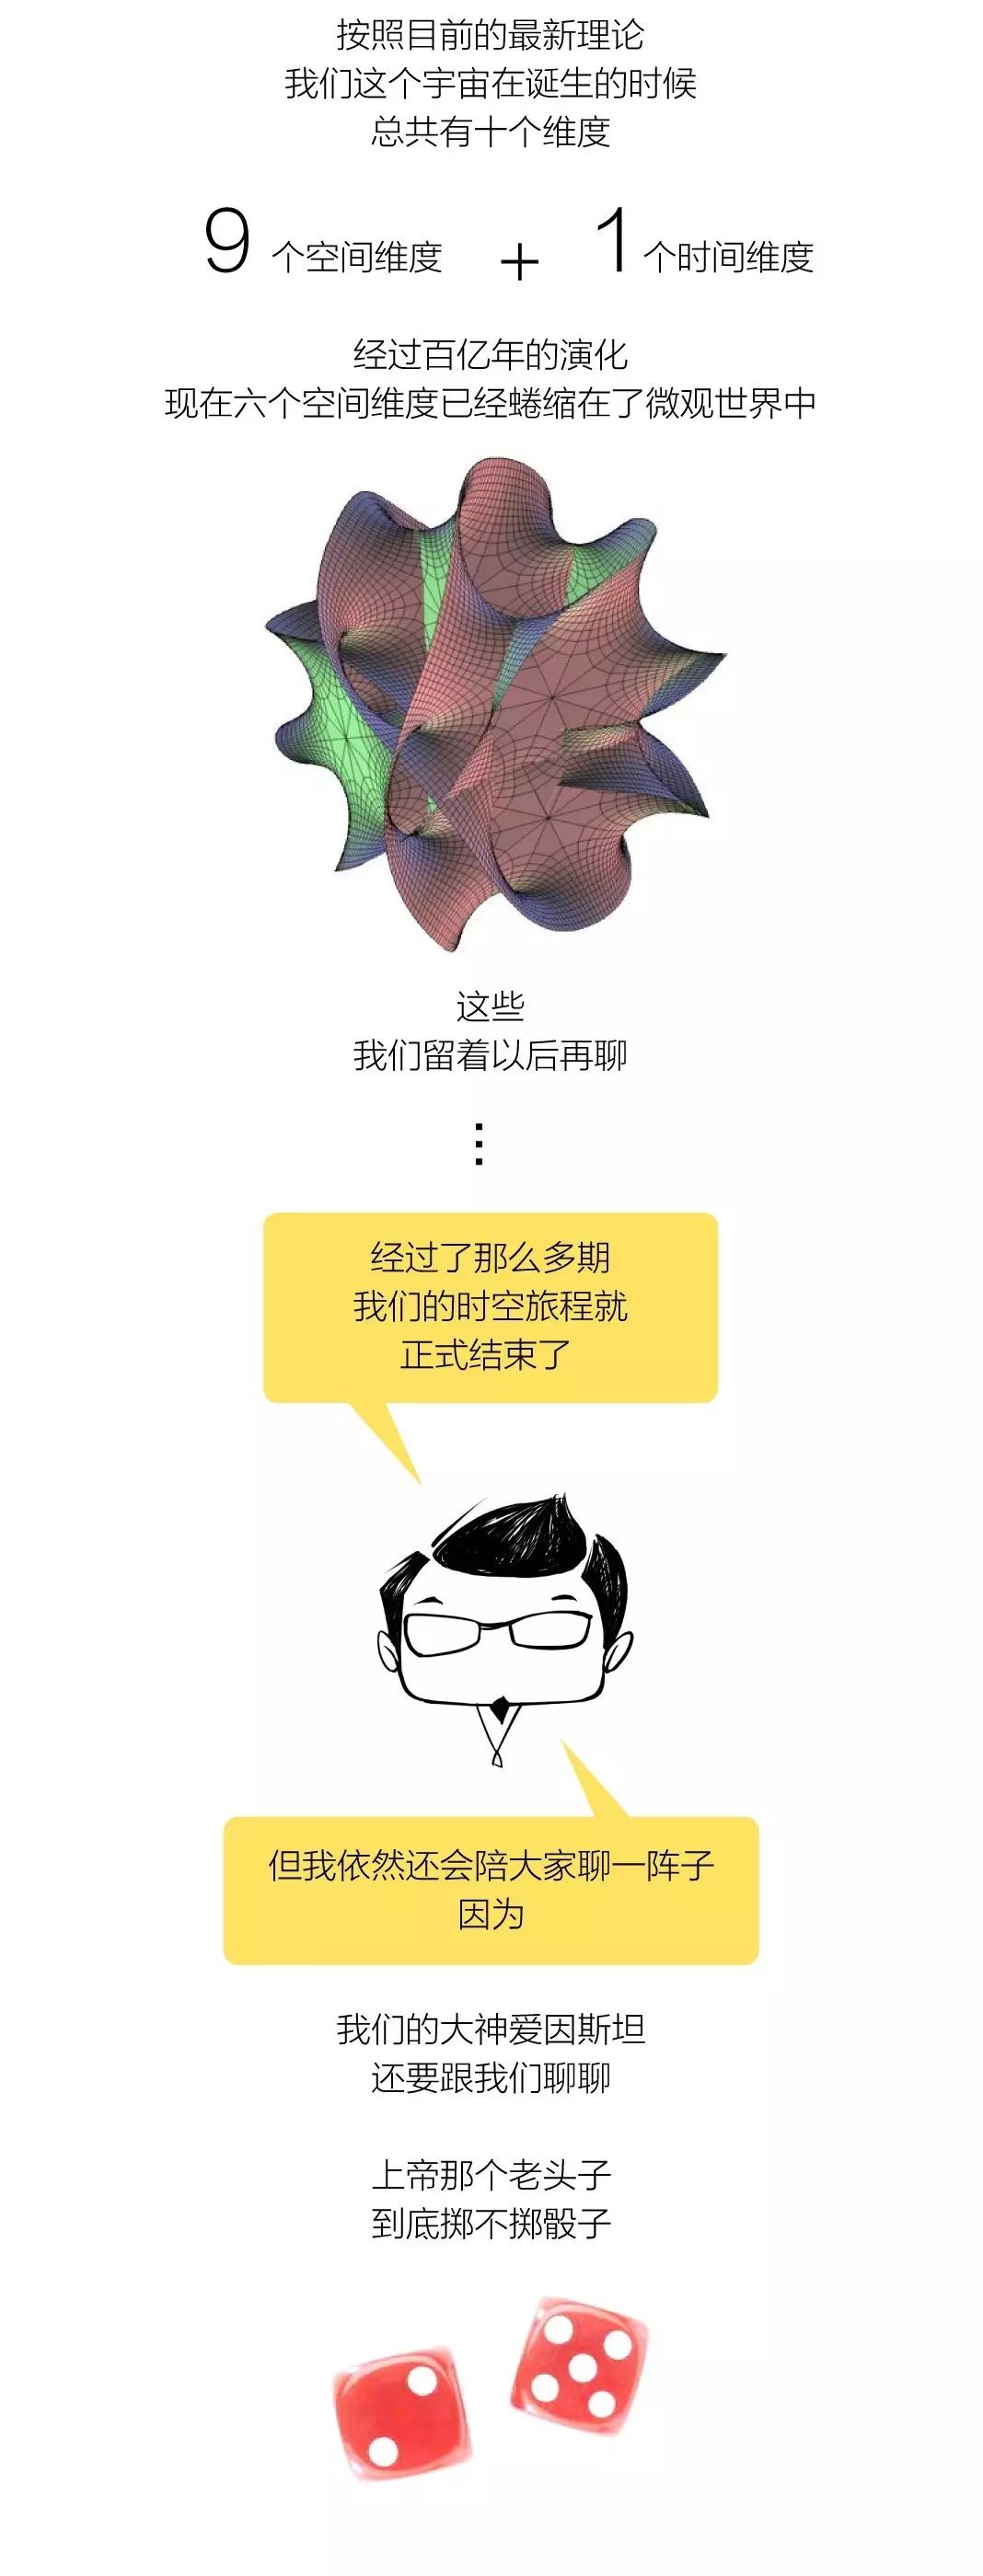 按照目前的最新理论
我们这个宇宙在诞生的时候
总共有十个维度
9 个空间维度 + 1 个时间维度
经过百亿年的演化
现在六个空间维度已经蜷缩在了微观世界中
这些
我们留着以后再聊
⋮
经过了那么多期
我们的时空旅程就
正式结束了
但我依然还会陪大家聊一阵子
因为
我们的大神爱因斯坦
还要跟我们聊聊
上帝那个老头子
到底掷不掷骰子